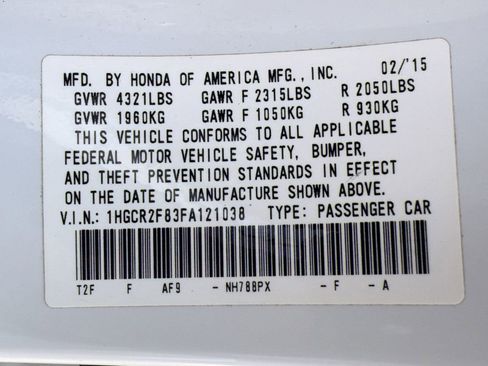 MFD. BY HONDA OF AMERICA MFG., INC. 02/'15
GVWR 4321LBS GAWR F 2315LBS R 2050LBS
GVWR 1960KG GAWR F 1050KG R 930KG
THIS VEHICLE CONFORMS TO ALL APPLICABLE
FEDERAL MOTOR VEHICLE SAFETY, BUMPER,
AND THEFT PREVENTION STANDARDS IN EFFECT
ON THE DATE OF MANUFACTURE SHOWN ABOVE.
V.I.N.: 1HGCR2F83FA121038 TYPE: PASSENGER CAR
T2F F AF9 - NH788PX - F - A